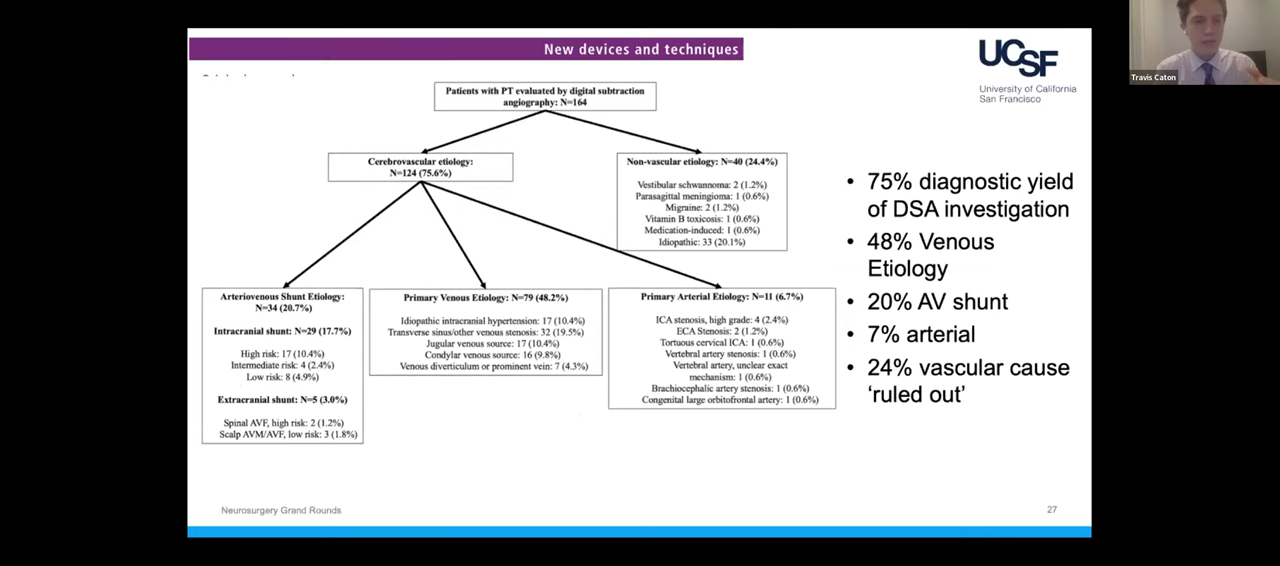 New devices and techniques
UCSF
University of California
San Francisco
Travis Caton
Patients with PT evaluated by digital subtraction
angiography: N=164
Cerebrovascular etiology:
N=124 (75.6%)
Non-vascular etiology: N=40 (24.4%)
Vestibular schwannoma: 2 (1.2%)
Parasagittal meningioma: 1 (0.6%)
Migraine: 2 (1.2%)
Vitamin B toxicosis: 1 (0.6%)
Medication-induced: 1 (0.6%)
Idiopathic: 33 (20.1%)
Arteriovenous Shunt Etiology:
N=34 (20.7%)
Intracranial shunt: N=29 (17.7%)
High risk: 17 (10.4%)
Intermediate risk: 4 (2.4%)
Low risk: 8 (4.9%)
Extracranial shunt: N=5 (3.0%)
Spinal AVF, high risk: 2 (1.2%)
Scalp AVM/AVF, low risk: 3 (1.8%)
Primary Venous Etiology: N=79 (48.2%)
Idiopathic intracranial hypertension: 17 (10.4%)
Transverse sinus/other venous stenosis: 32 (19.5%)
Jugular venous source: 17 (10.4%)
Condylar venous source: 16 (9.8%)
Venous diverticulum or prominent vein: 7 (4.3%)
Primary Arterial Etiology: N=11 (6.7%)
ICA stenosis, high grade: 4 (2.4%)
ECA Stenosis: 2 (1.2%)
Tortuous cervical ICA: 1 (0.6%)
Vertebral artery stenosis: 1 (0.6%)
Vertebral artery, unclear exact
mechanism: 1 (0.6%)
Brachiocephalic artery stenosis: 1 (0.6%)
Congenital large orbitofrontal artery: 1 (0.6%)
• 75% diagnostic yield
of DSA investigation
• 48% Venous
Etiology
• 20% AV shunt
• 7% arterial
• 24% vascular cause
‘ruled out’
Neurosurgery Grand Rounds
27